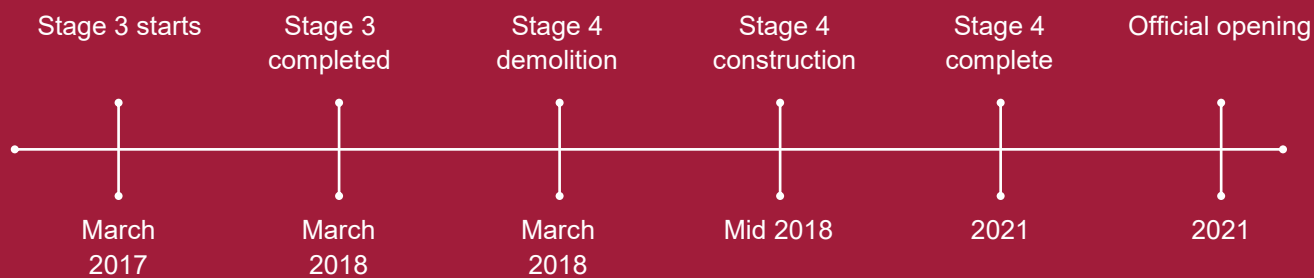 Stage 3 starts
Stage 3
completed
Stage 4
demolition
Stage 4
construction
Stage 4
complete
Official opening
March
2017
March
2018
March
2018
Mid 2018
2021
2021